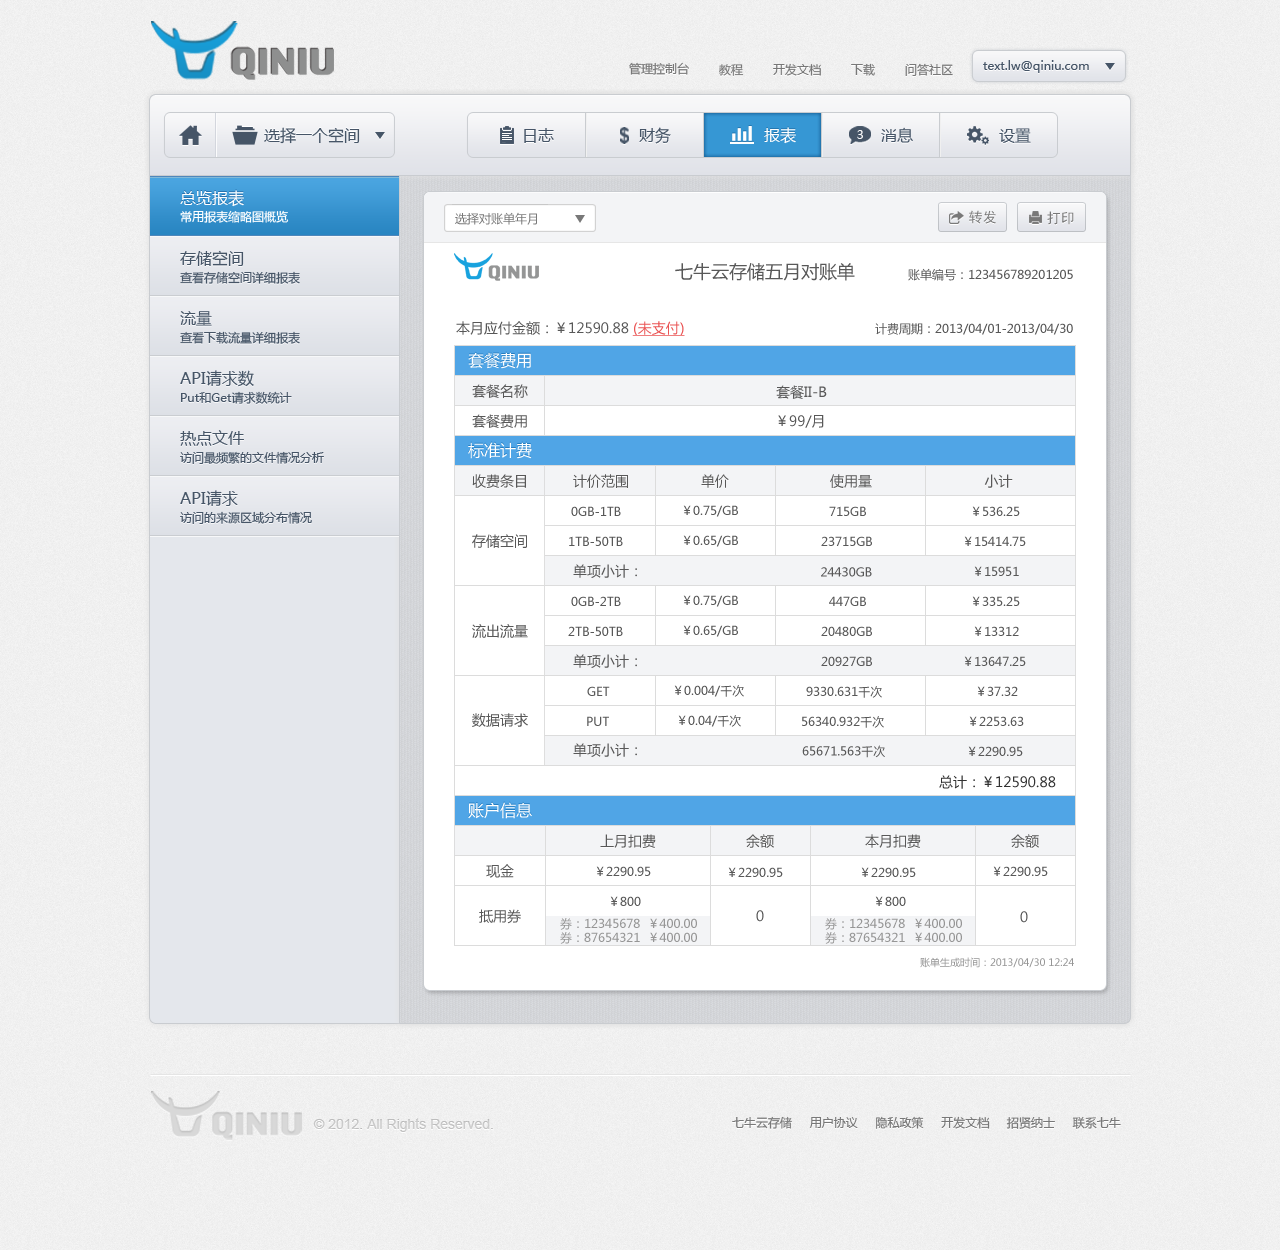 QINIU
管理控制台 教程 开发文档 下载 问答社区 text.lw@qiniu.com
选择一个空间 日志 $ 财务 报表 3 消息 设置
总览报表
常用报表缩略图概览
存储空间
查看存储空间详细报表
流量
查看下载流量详细报表
API请求数
Put和Get请求数统计
热点文件
访问最频繁的文件情况分析
API请求
访问的来源区域分布情况
选择对账单年月 转发 打印
QINIU 七牛云存储五月对账单 账单编号：123456789201205
本月应付金额：￥12590.88 (未支付) 计费周期：2013/04/01-2013/04/30
套餐费用
套餐名称 套餐II-B
套餐费用 ￥99/月
标准计费
收费条目 计价范围 单价 使用量 小计
0GB-1TB ￥0.75/GB 715GB ￥536.25
存储空间 1TB-50TB ￥0.65/GB 23715GB ￥15414.75
单项小计： 24430GB ￥15951
0GB-2TB ￥0.75/GB 447GB ￥335.25
流出流量 2TB-50TB ￥0.65/GB 20480GB ￥13312
单项小计： 20927GB ￥13647.25
GET ￥0.004/千次 9330.631千次 ￥37.32
数据请求 PUT ￥0.04/千次 56340.932千次 ￥2253.63
单项小计： 65671.563千次 ￥2290.95
总计：￥12590.88
账户信息
上月扣费 余额 本月扣费 余额
现金 ￥2290.95 ￥2290.95 ￥2290.95 ￥2290.95
￥800 ￥800
抵用券 0 0
券：12345678 ￥400.00 券：12345678 ￥400.00
券：87654321 ￥400.00 券：87654321 ￥400.00
账单生成时间：2013/04/30 12:24
QINIU © 2012. All Rights Reserved. 七牛云存储 用户协议 隐私政策 开发文档 招贤纳士 联系七牛